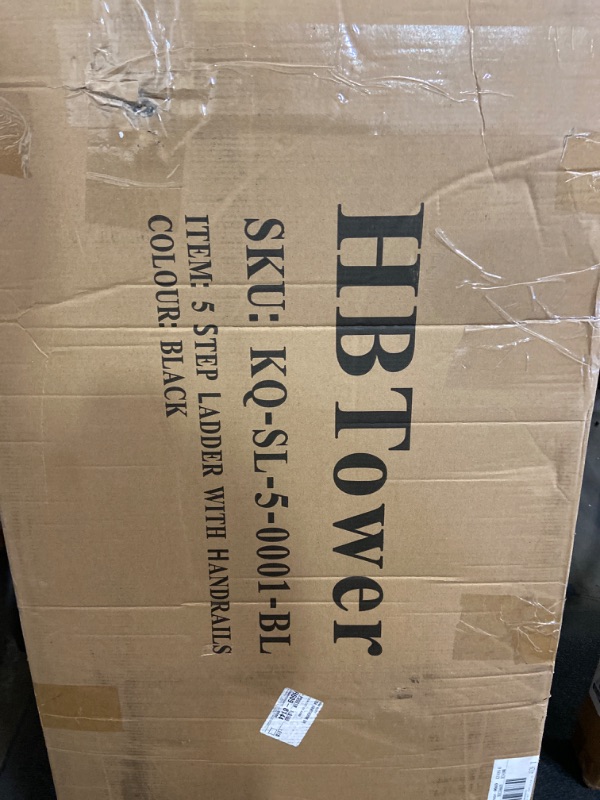 HBTower
SKU: KQ-SL-5-0001-BL
ITEM: 5 STEP LADDER WITH HANDRAILS
COLOUR: BLACK